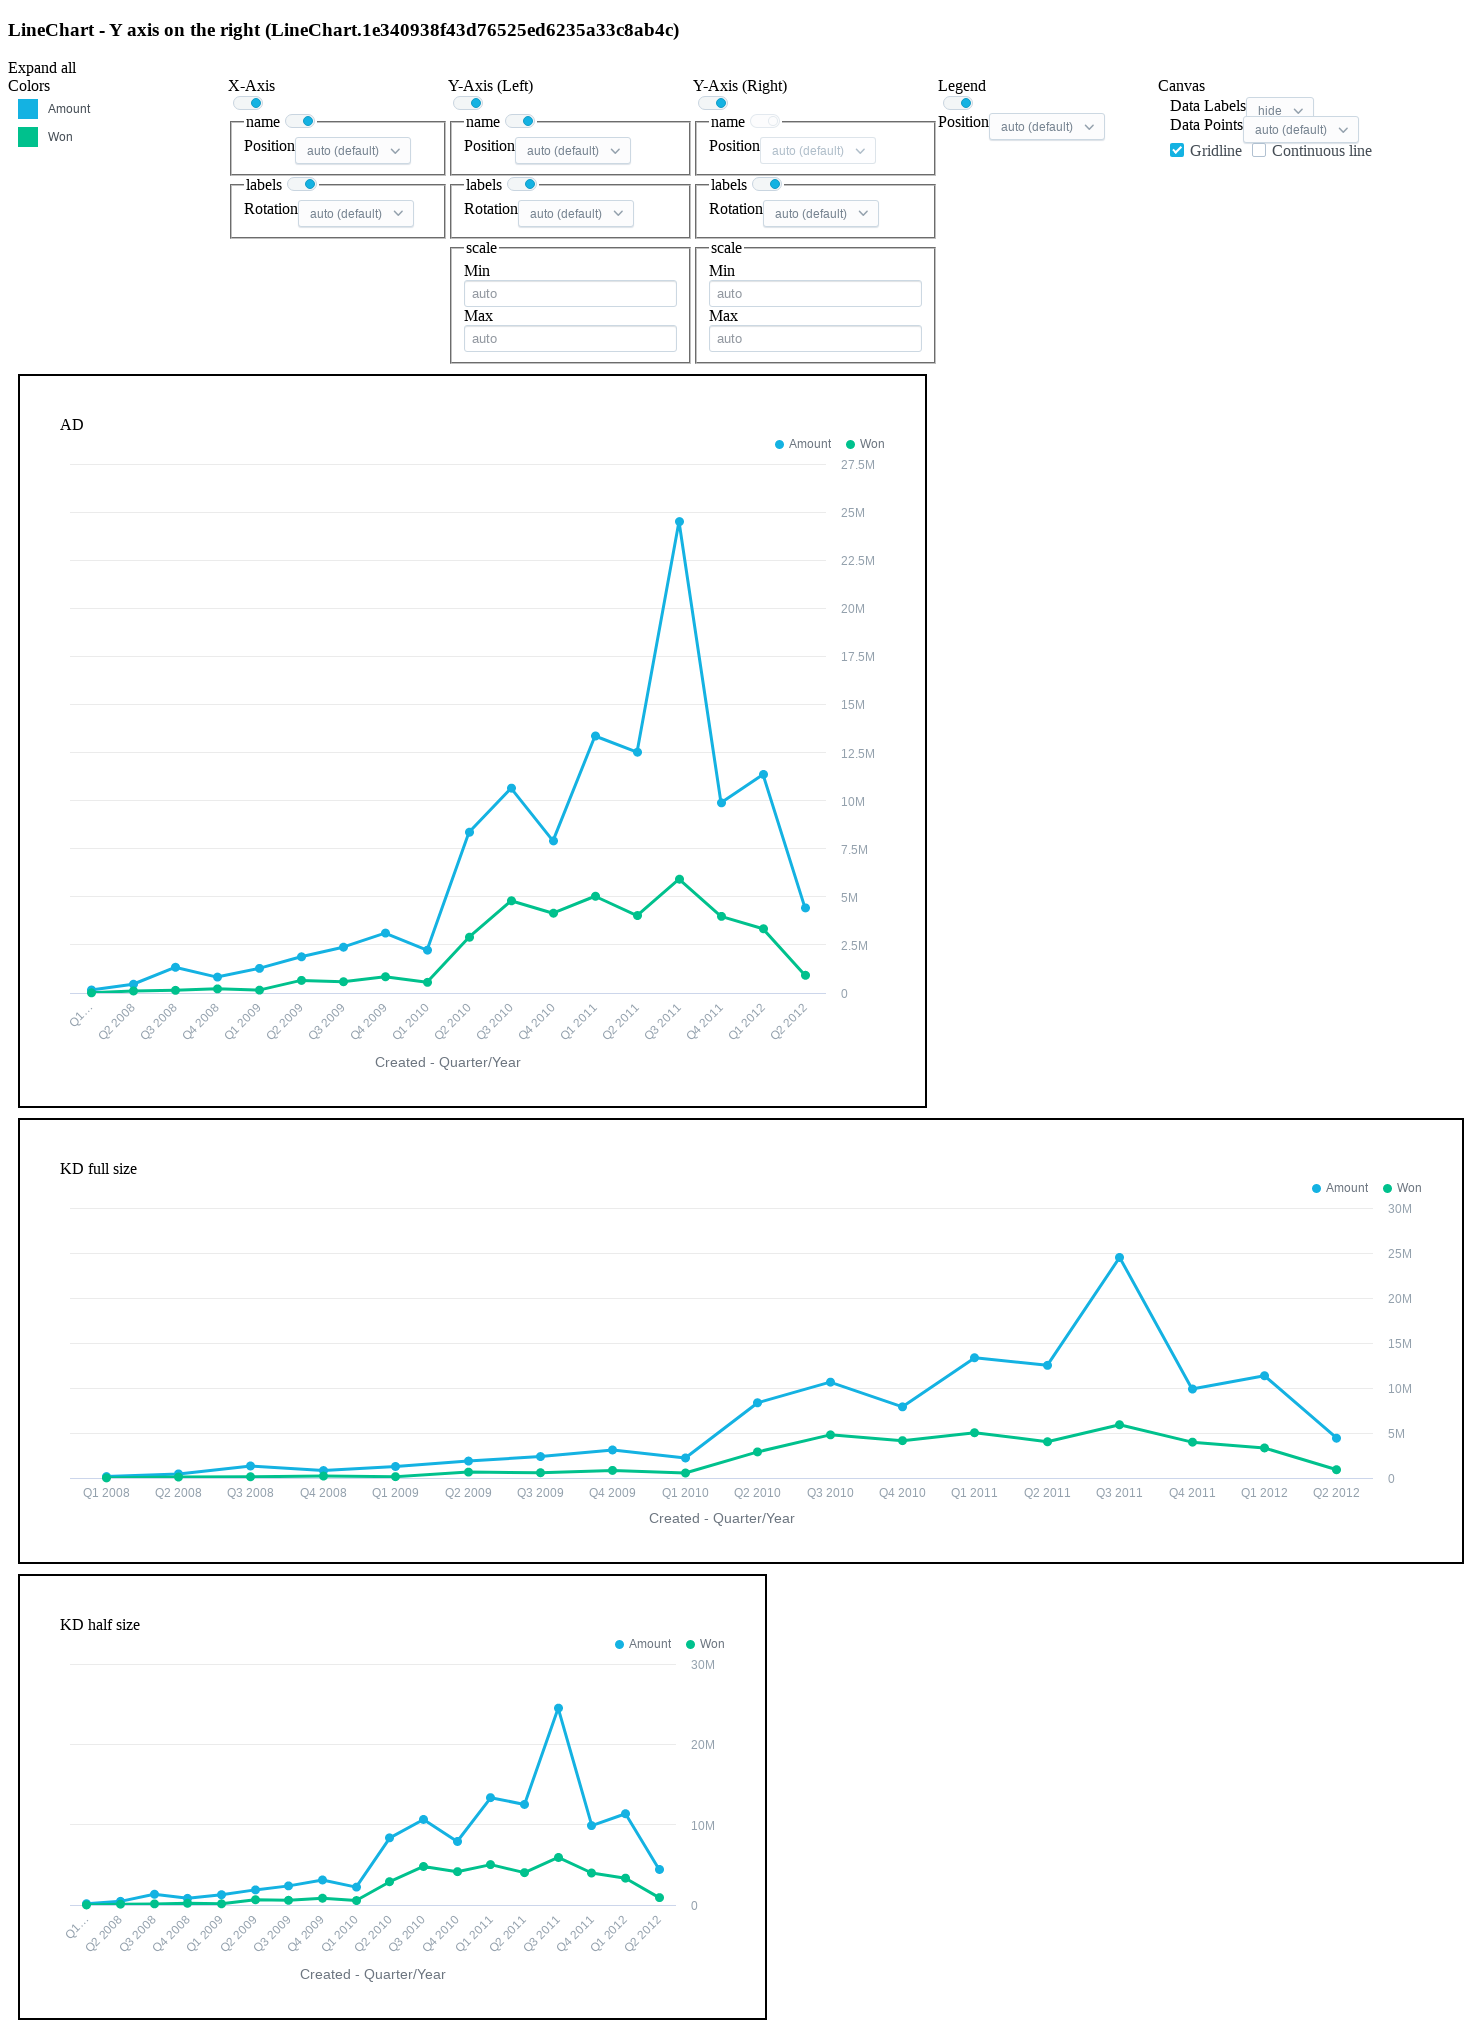 LineChart - Y axis on the right (LineChart.1e340938f43d76525ed6235a33c8ab4c)
Expand all
Colors
Amount
Won
X-Axis
name
Position auto (default)
labels
Rotation auto (default)
Y-Axis (Left)
name
Position auto (default)
labels
Rotation auto (default)
scale
Min
auto
Max
auto
Y-Axis (Right)
name
Position auto (default)
labels
Rotation auto (default)
scale
Min
auto
Max
auto
Legend
Position auto (default)
Canvas
Data Labels hide
Data Points auto (default)
Gridline Continuous line
AD
Amount Won
27.5M
25M
22.5M
20M
17.5M
15M
12.5M
10M
7.5M
5M
2.5M
0
Q1... Q2 2008 Q3 2008 Q4 2008 Q1 2009 Q2 2009 Q3 2009 Q4 2009 Q1 2010 Q2 2010 Q3 2010 Q4 2010 Q1 2011 Q2 2011 Q3 2011 Q4 2011 Q1 2012 Q2 2012
Created - Quarter/Year
KD full size
Amount Won
30M
25M
20M
15M
10M
5M
0
Q1 2008 Q2 2008 Q3 2008 Q4 2008 Q1 2009 Q2 2009 Q3 2009 Q4 2009 Q1 2010 Q2 2010 Q3 2010 Q4 2010 Q1 2011 Q2 2011 Q3 2011 Q4 2011 Q1 2012 Q2 2012
Created - Quarter/Year
KD half size
Amount Won
30M
20M
10M
0
Q1... Q2 2008 Q3 2008 Q4 2008 Q1 2009 Q2 2009 Q3 2009 Q4 2009 Q1 2010 Q2 2010 Q3 2010 Q4 2010 Q1 2011 Q2 2011 Q3 2011 Q4 2011 Q1 2012 Q2 2012
Created - Quarter/Year